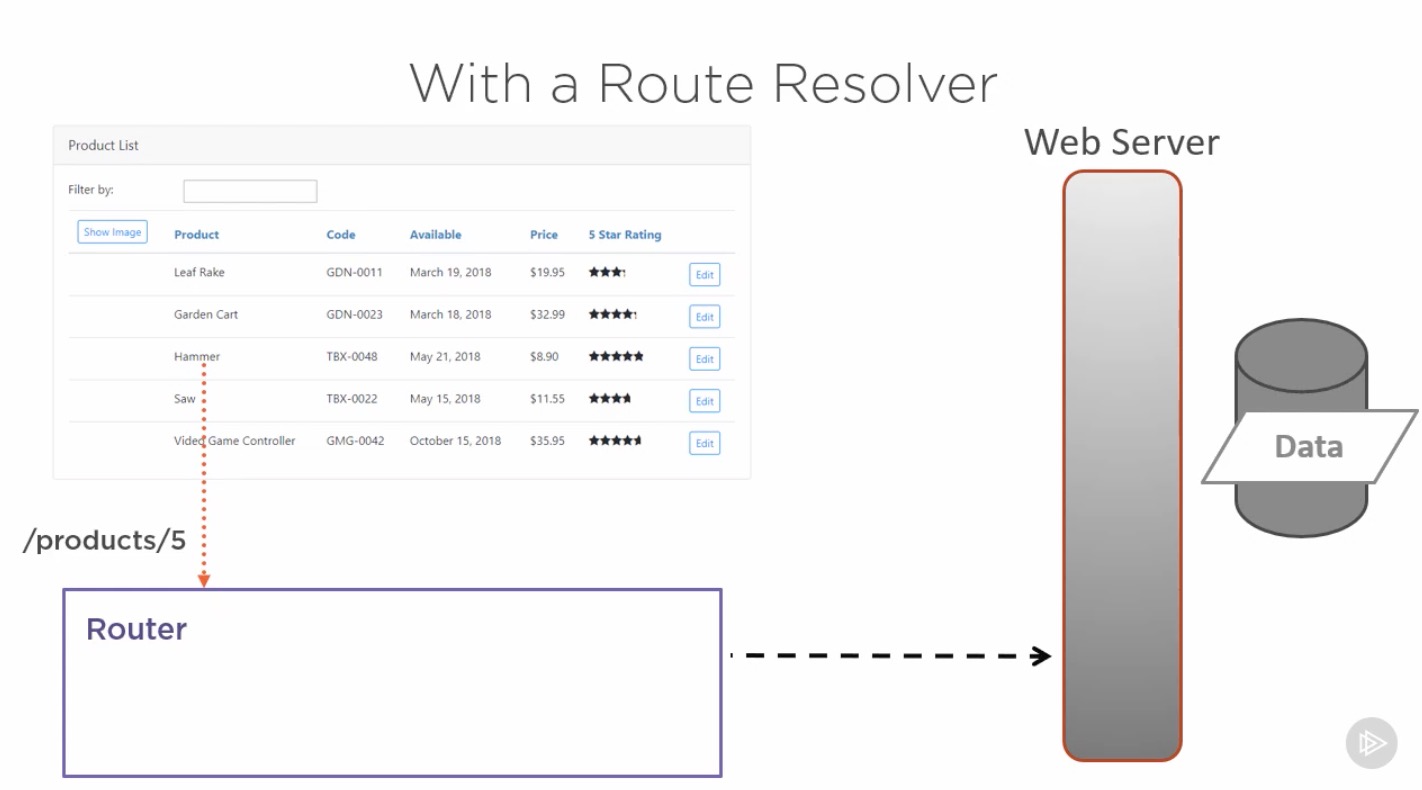 With a Route Resolver
Product List
Web Server
Filter by:
Show Image Product Code Available Price 5 Star Rating
Leaf Rake GDN-0011 March 19, 2018 $19.95 Edit
Garden Cart GDN-0023 March 18, 2018 $32.99 Edit
Hammer TBX-0048 May 21, 2018 $8.90 Edit
Saw TBX-0022 May 15, 2018 $11.55 Edit
Video Game Controller GMG-0042 October 15, 2018 $35.95 Edit
Data
/products/5
Router